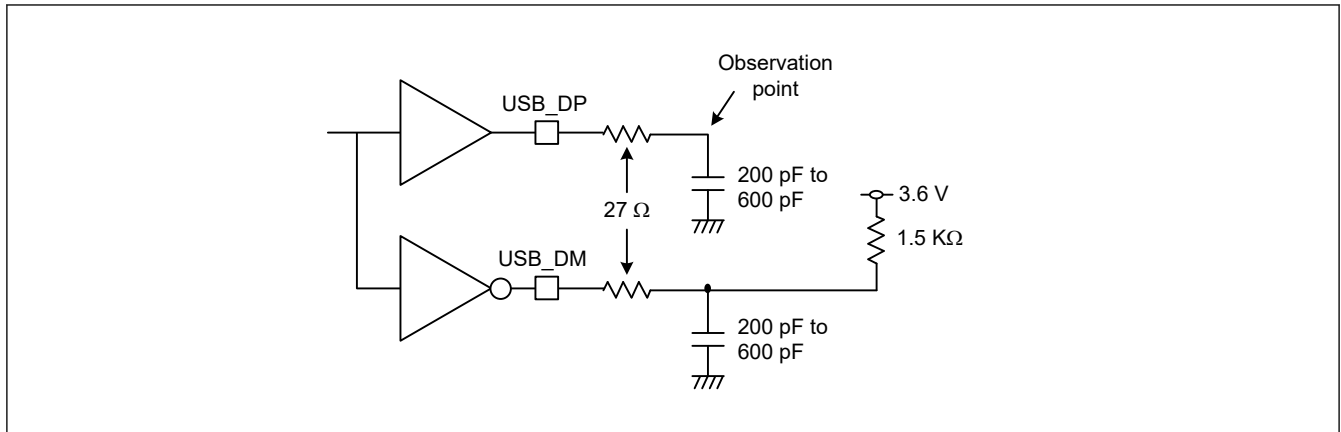 Observation
point
USB_DP
200 pF to
600 pF
3.6 V
27 Ω
1.5 KΩ
USB_DM
200 pF to
600 pF